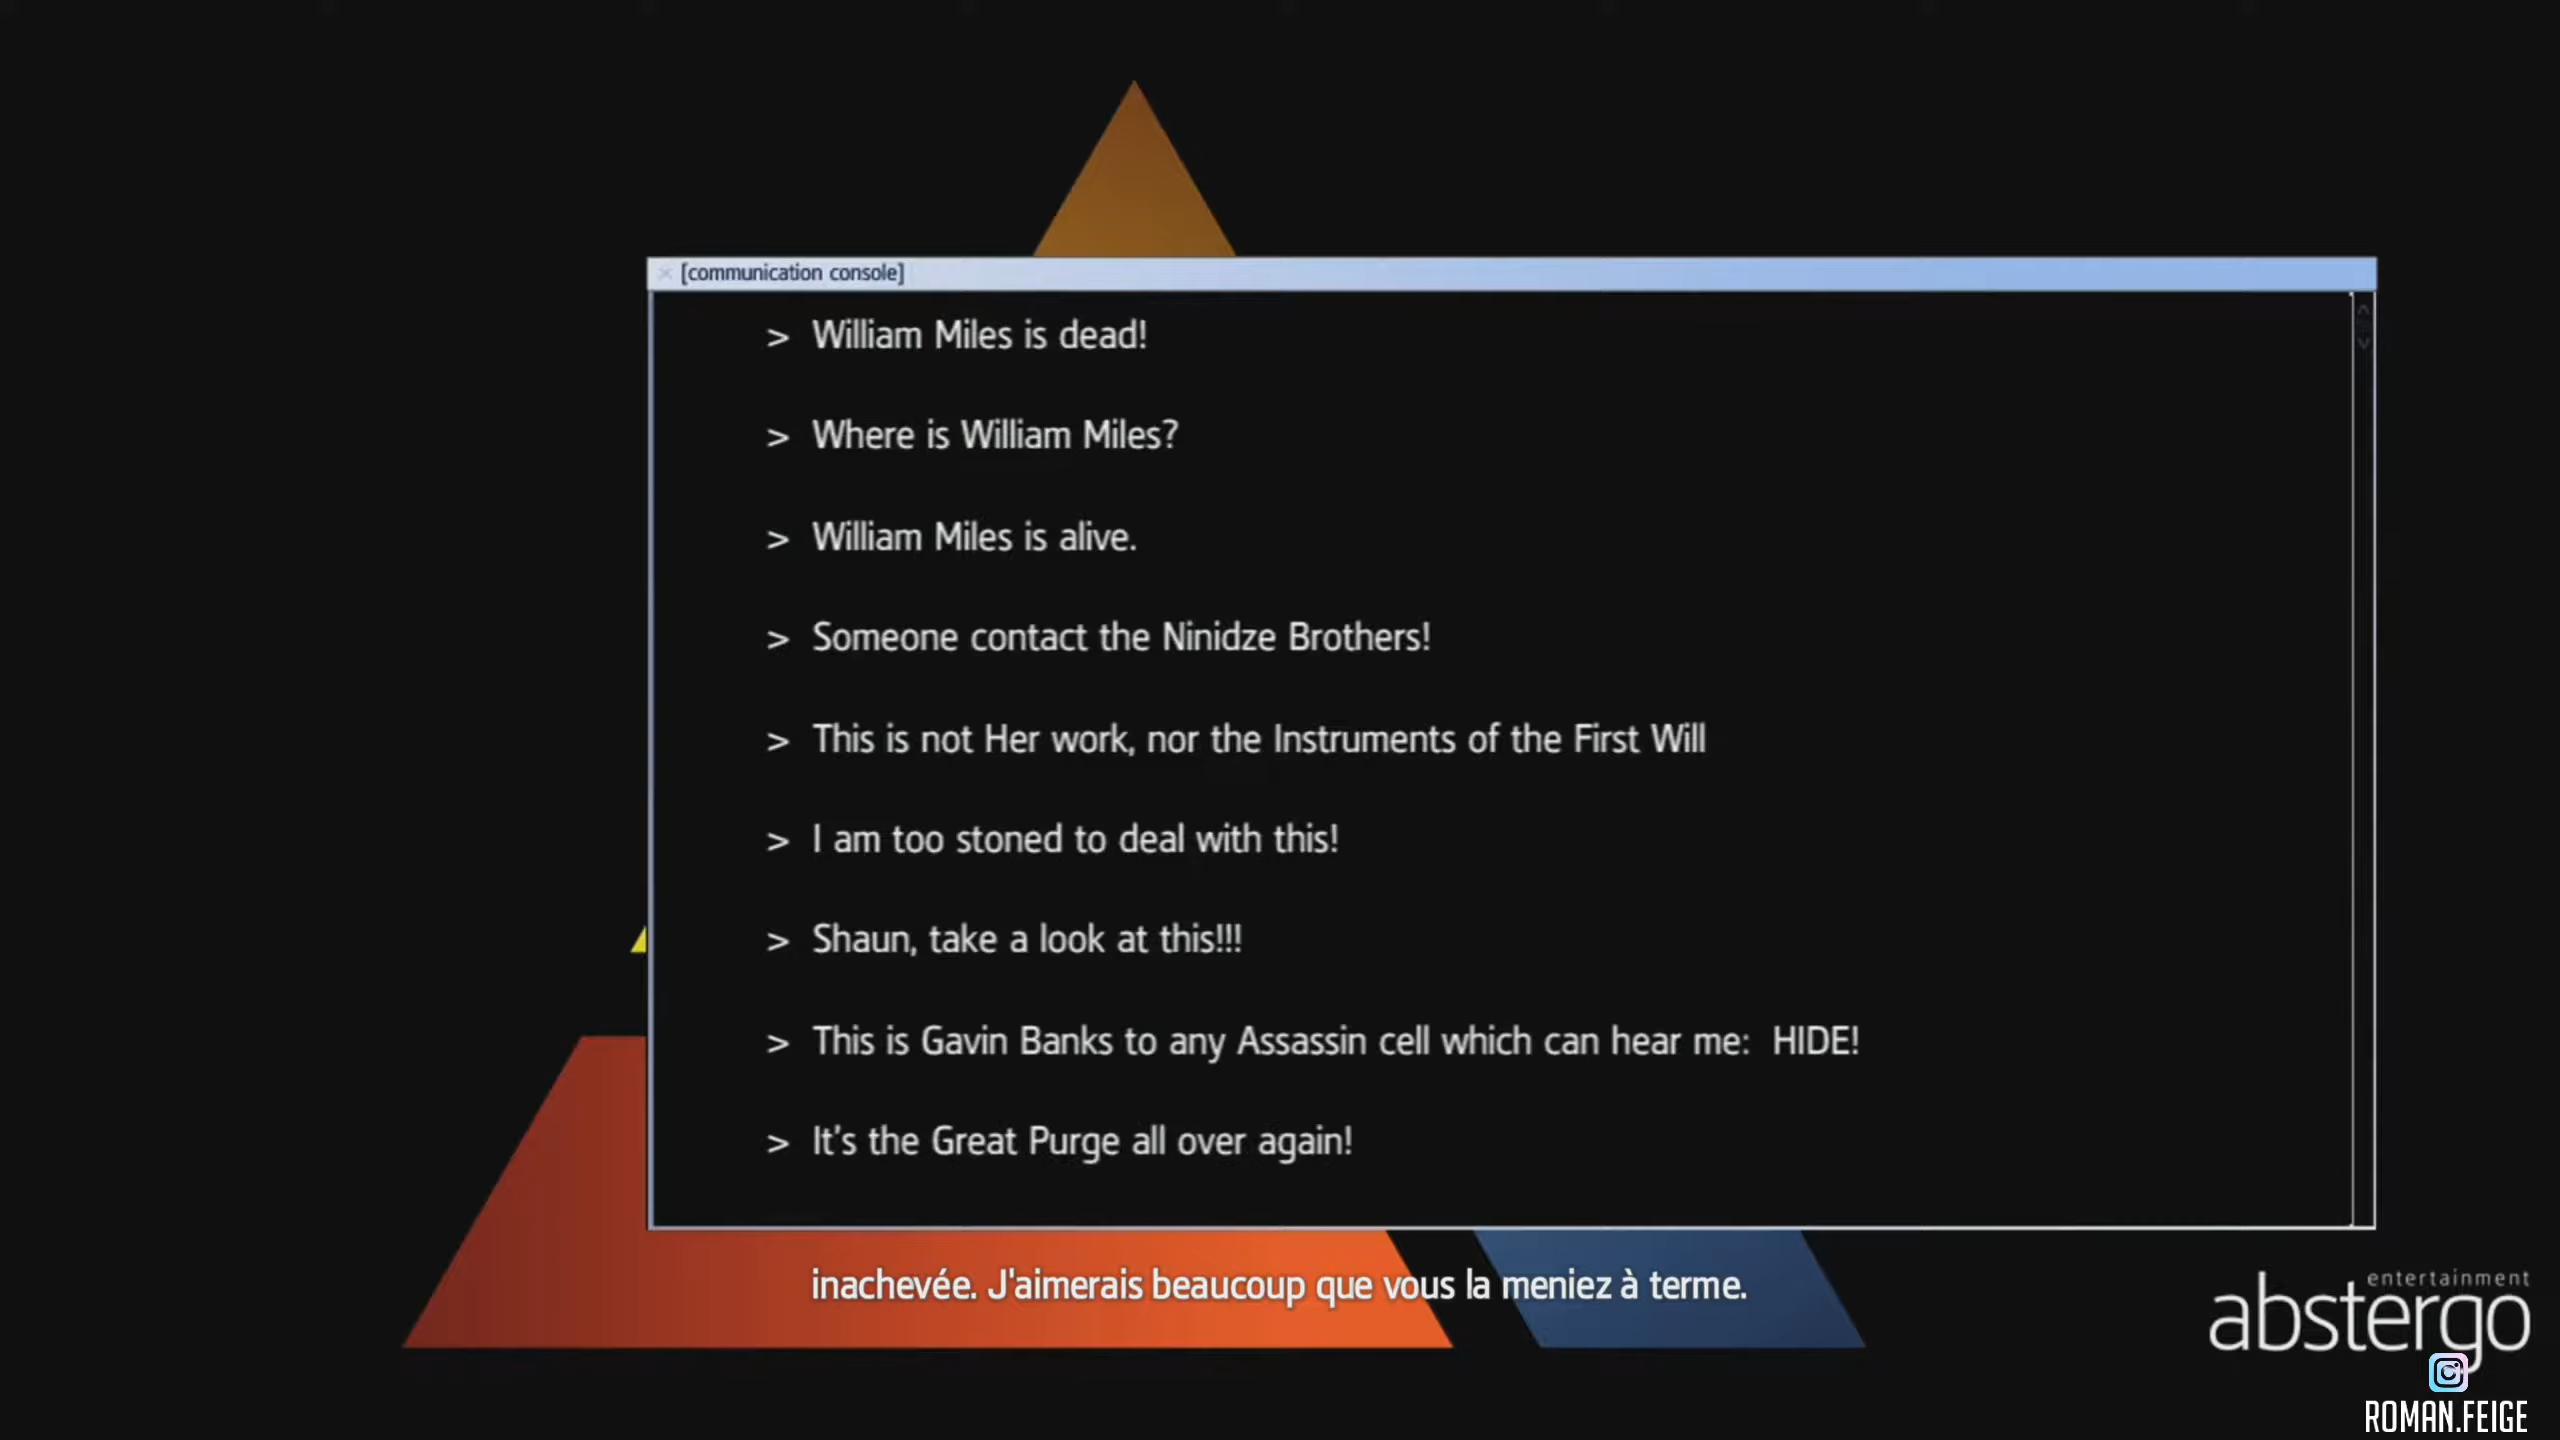 [communication console]
> William Miles is dead!
> Where is William Miles?
> William Miles is alive.
> Someone contact the Ninidze Brothers!
> This is not Her work, nor the Instruments of the First Will
> I am too stoned to deal with this!
> Shaun, take a look at this!!!
> This is Gavin Banks to any Assassin cell which can hear me:  HIDE!
> It's the Great Purge all over again!
inachevée. J'aimerais beaucoup que vous la meniez à terme.
entertainment
abstergo
ROMAN.FEIGE